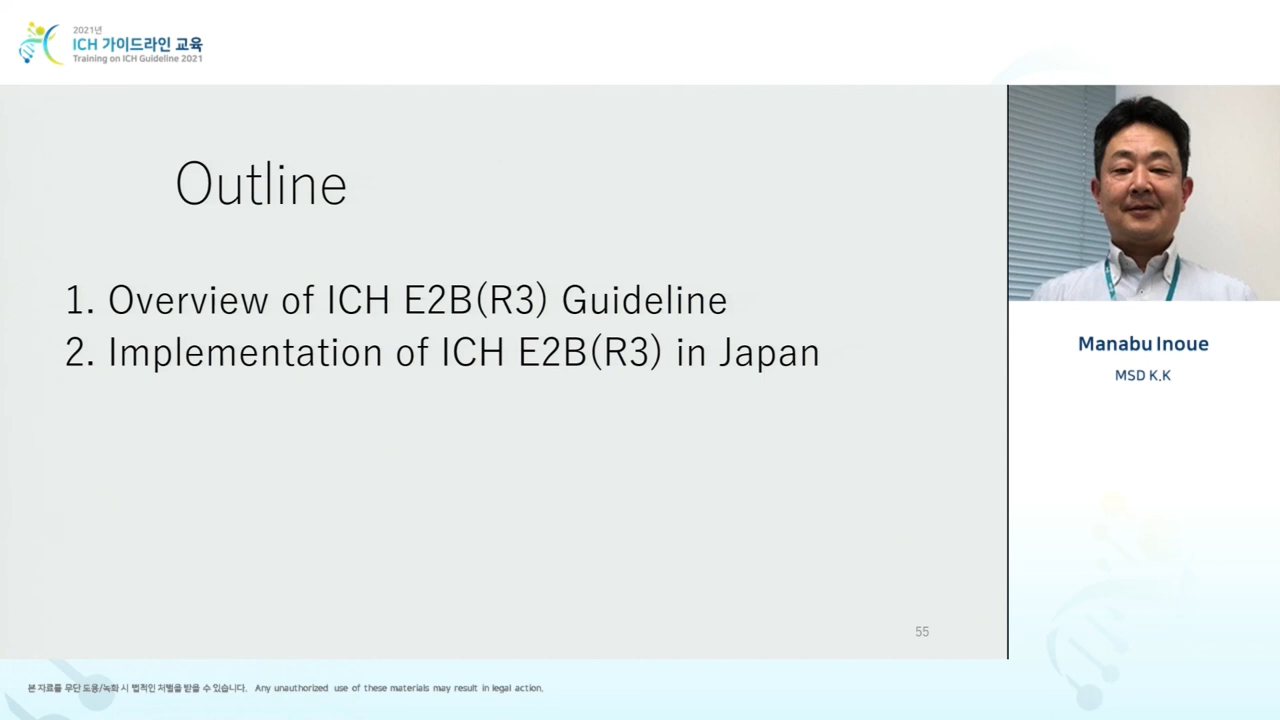 2021년
ICH 가이드라인 교육
Training on ICH Guideline 2021
Outline
1. Overview of ICH E2B(R3) Guideline
2. Implementation of ICH E2B(R3) in Japan
55
Manabu Inoue
MSD K.K
본 자료를 무단 도용/녹화 시 법적인 처벌을 받을 수 있습니다. Any unauthorized use of these materials may result in legal action.